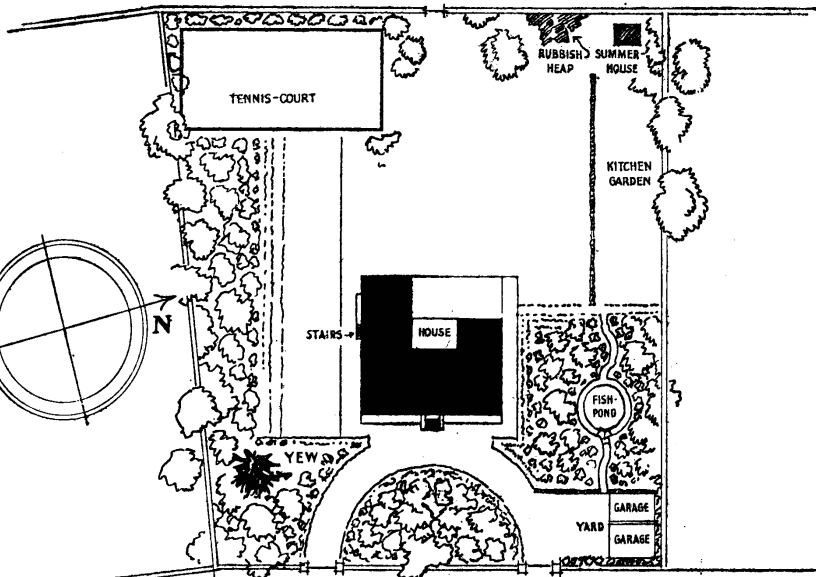 RUBBISH
HEAP
SUMMER
HOUSE
TENNIS-COURT
KITCHEN
GARDEN
N
STAIRS
HOUSE
FISH-
POND
YEW
GARAGE
YARD
GARAGE